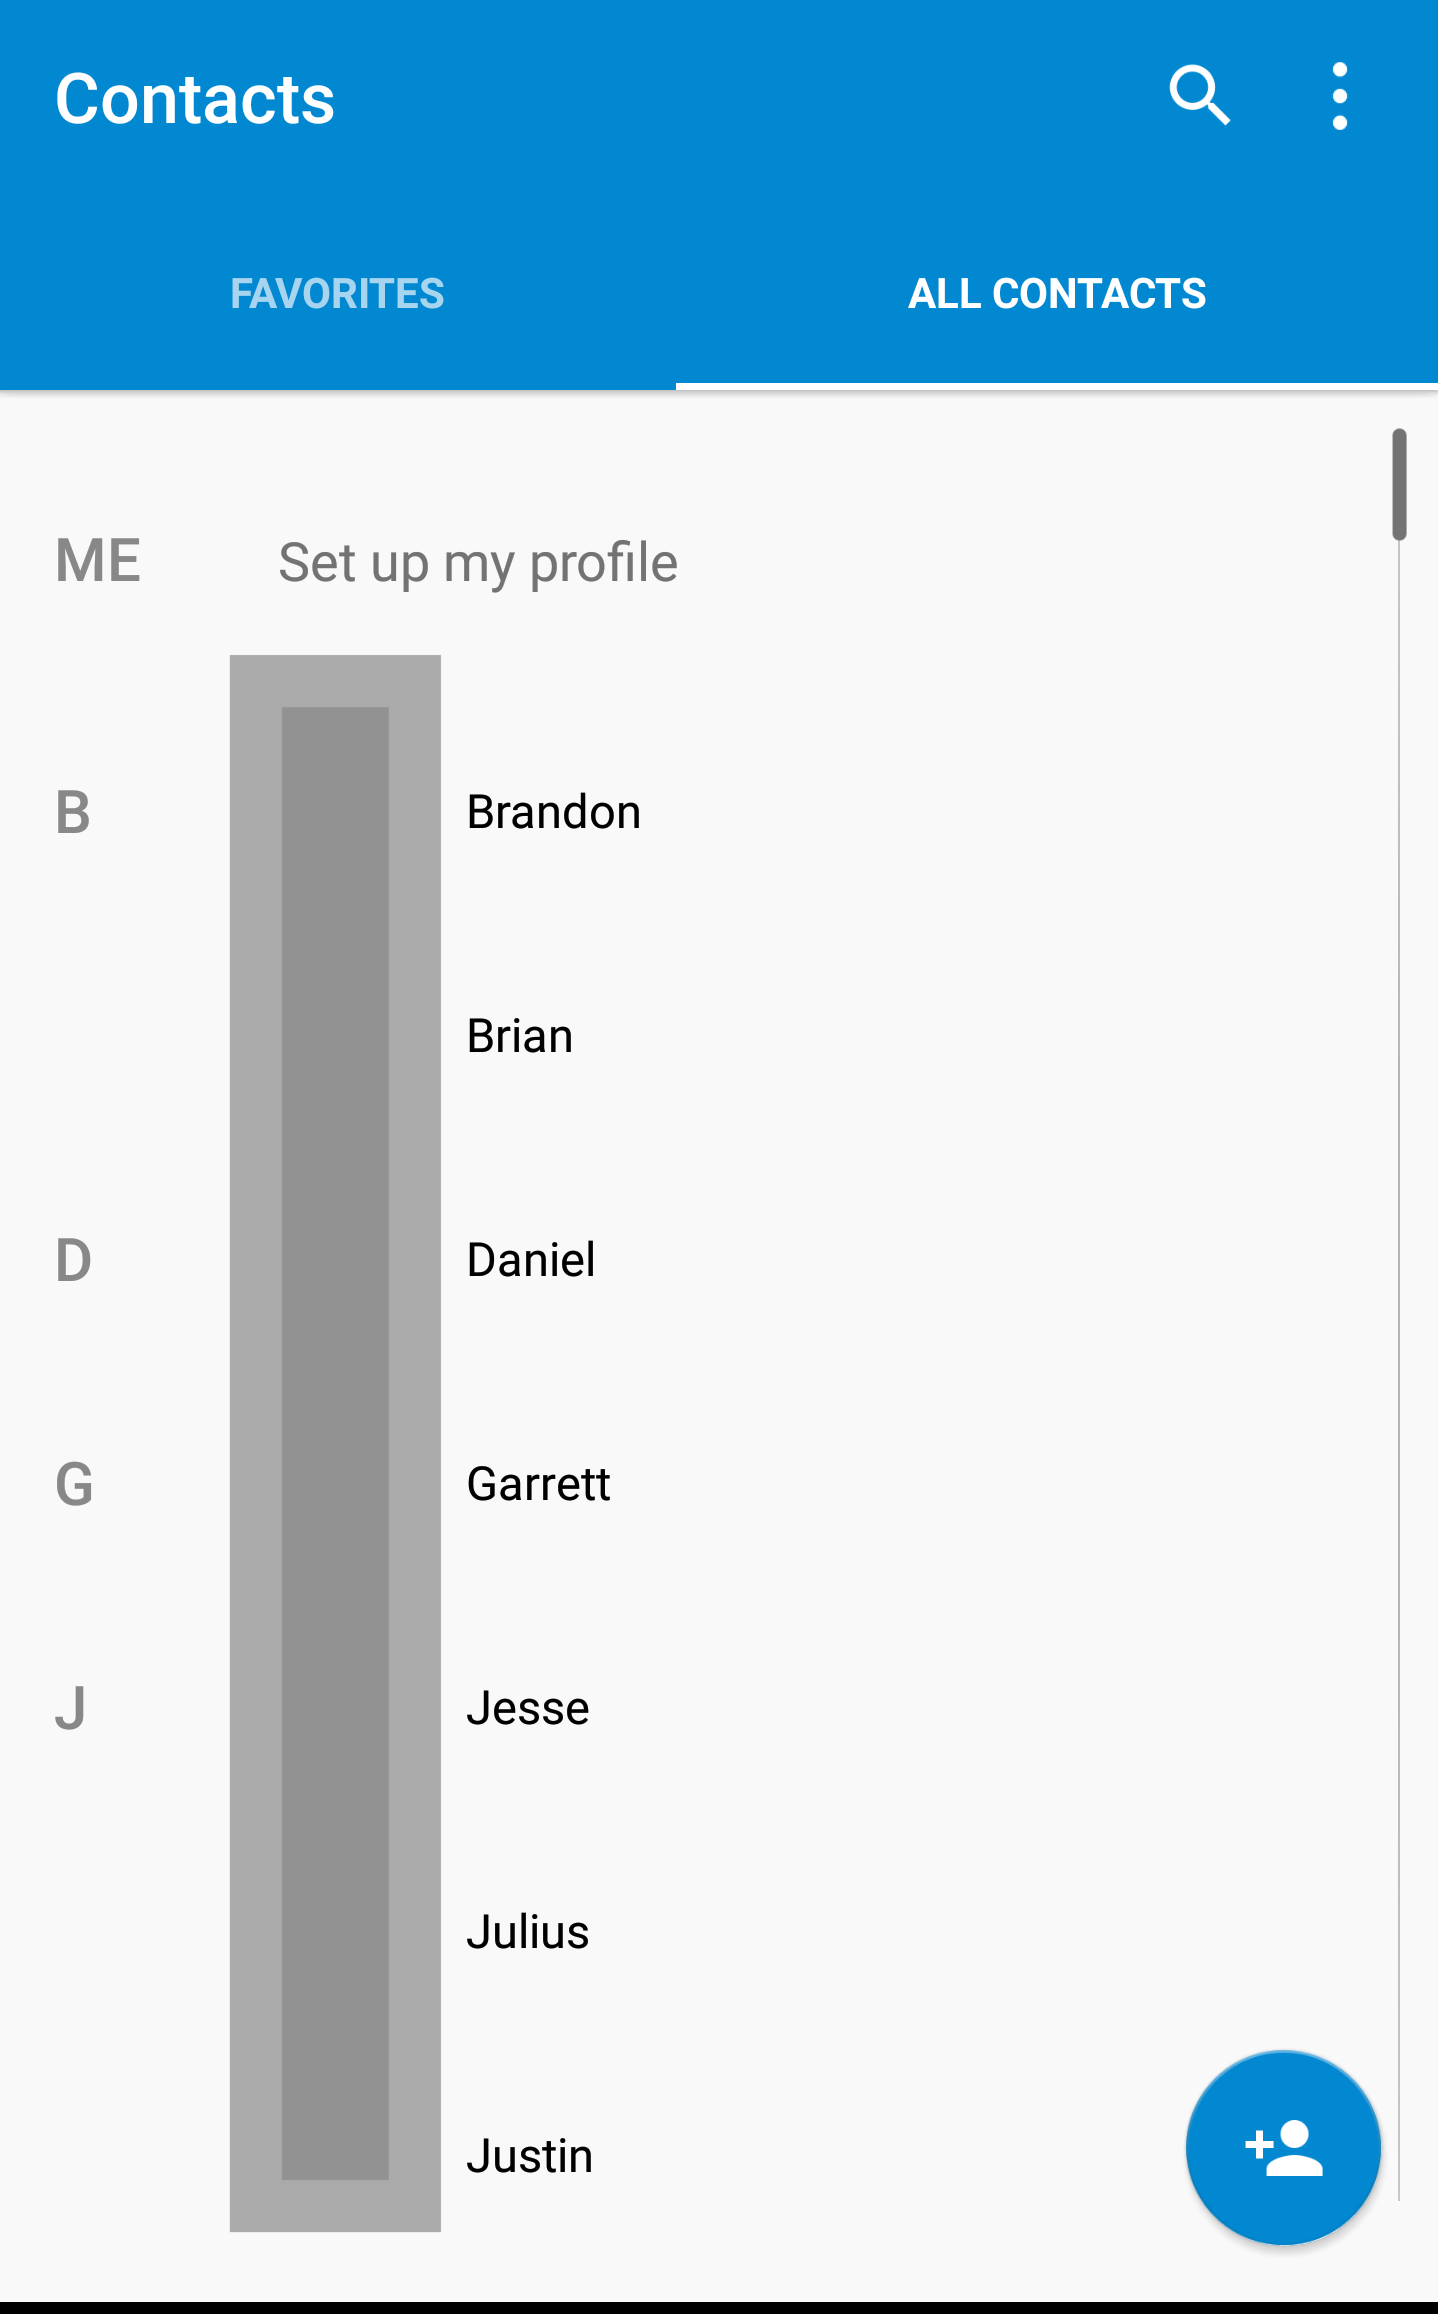 Contacts
FAVORITES ALL CONTACTS
ME Set up my profile
B Brandon
Brian
D Daniel
G Garrett
J Jesse
Julius
Justin